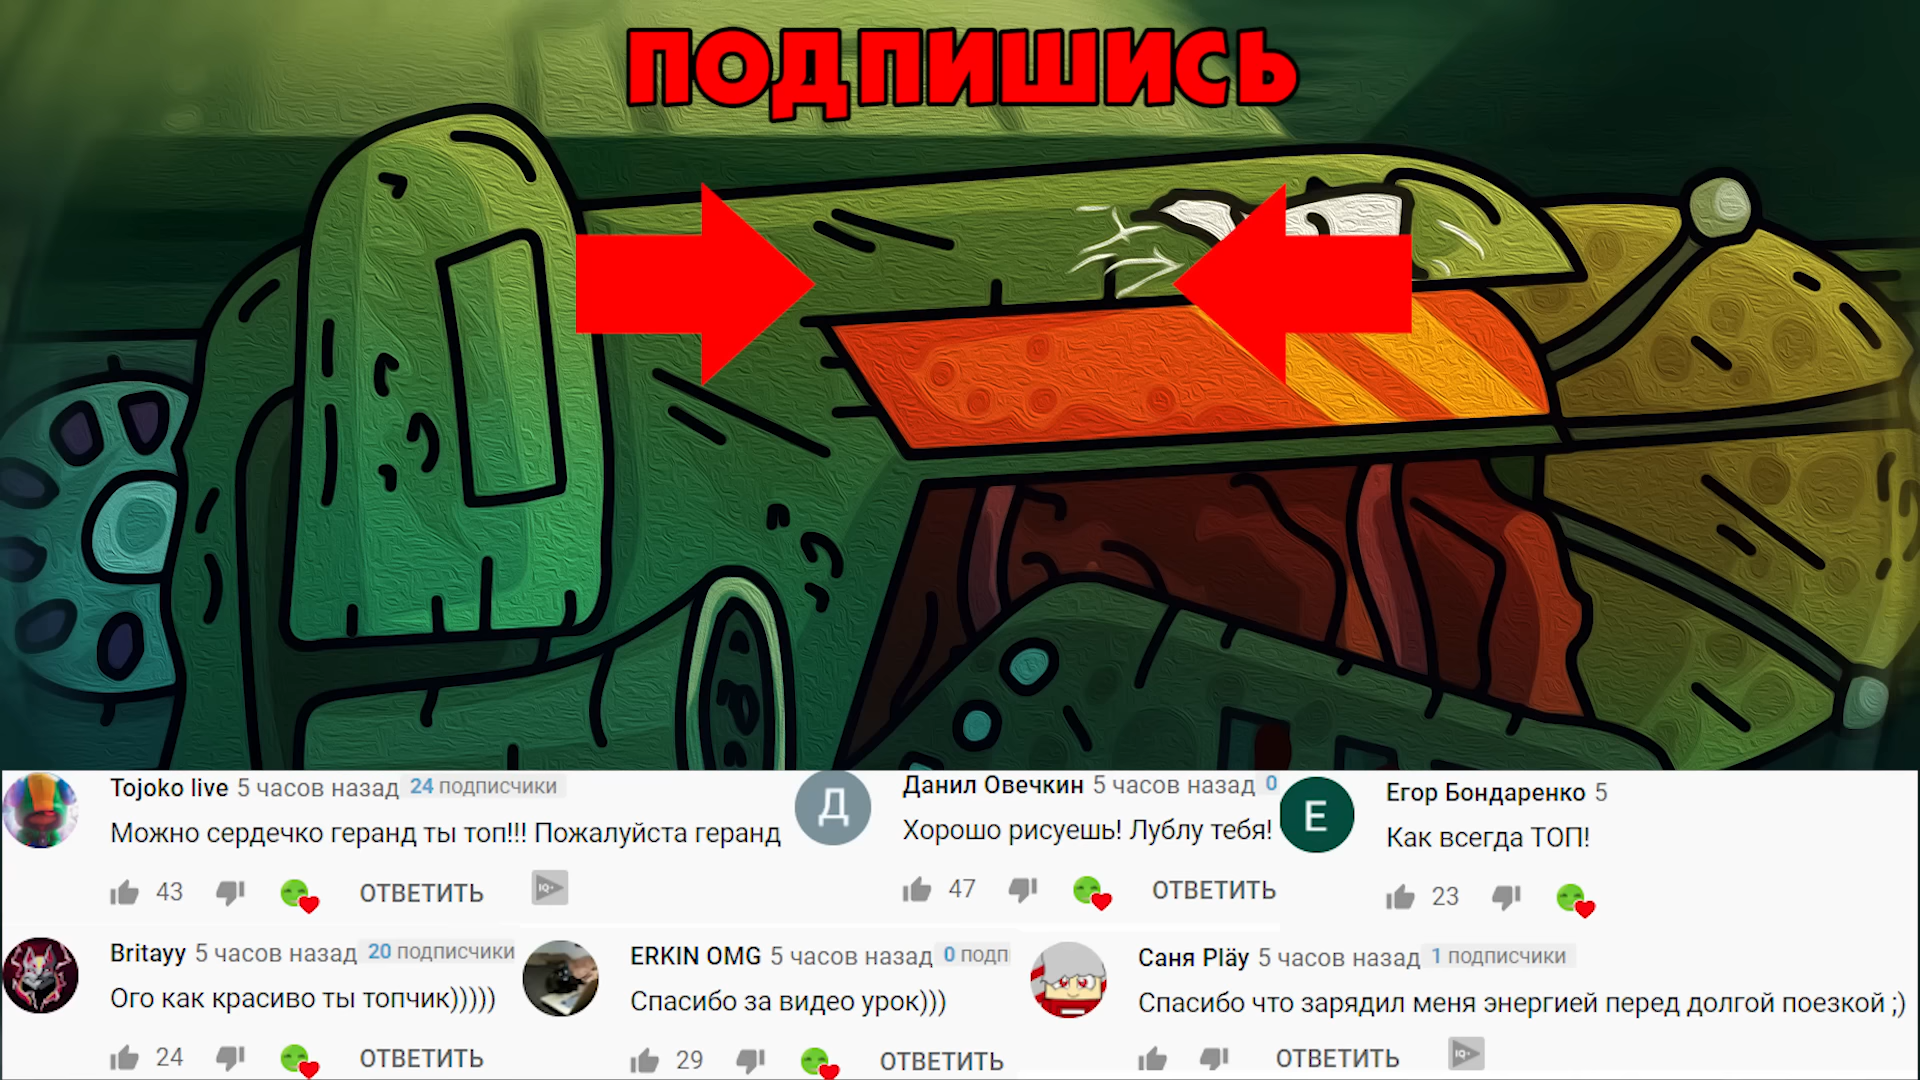 ПОДПИШИСЬ
Tojoko live 5 часов назад 24 подписчики
Можно сердечко геранд ты топ!!! Пожалуйста геранд
43 ОТВЕТИТЬ IQ+
Данил Овечкин 5 часов назад 0
Д
Хорошо рисуешь! Лублу тебя!
47 ОТВЕТИТЬ
Егор Бондаренко 5
E
Как всегда ТОП!
23
Britayy 5 часов назад 20 подписчики
Ого как красиво ты топчик)))))
24 ОТВЕТИТЬ
ERKIN OMG 5 часов назад 0 подп
Спасибо за видео урок)))
29 ОТВЕТИТЬ
Саня Pläy 5 часов назад 1 подписчики
Спасибо что зарядил меня энергией перед долгой поезкой ;)
ОТВЕТИТЬ IQ+